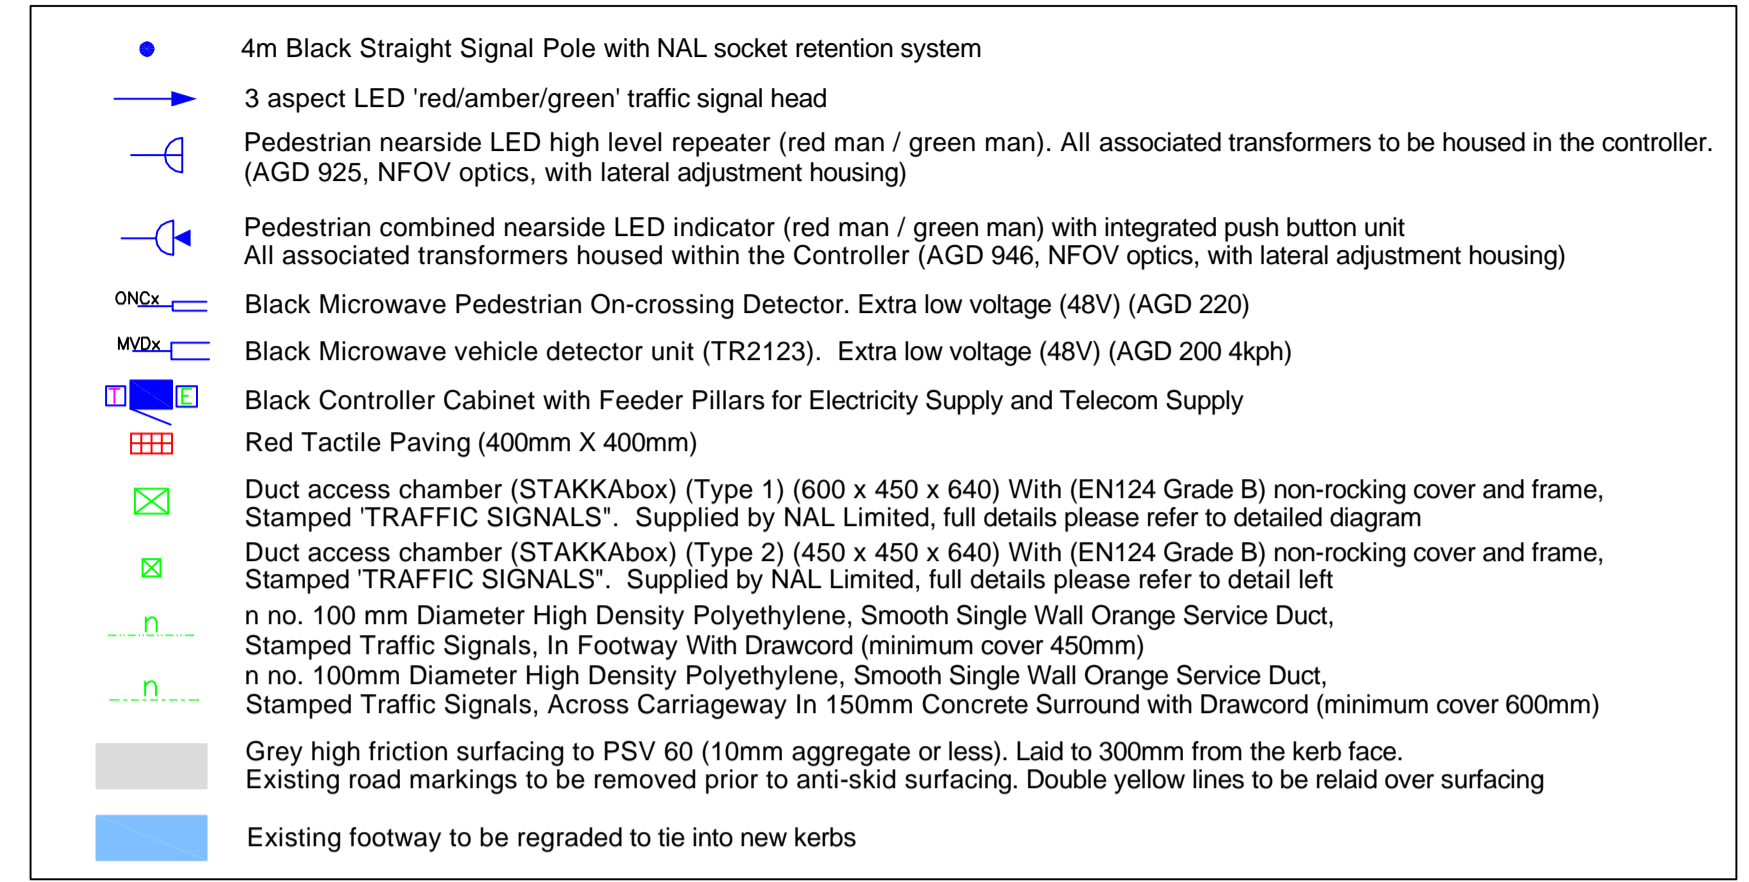 4m Black Straight Signal Pole with NAL socket retention system
3 aspect LED 'red/amber/green' traffic signal head
Pedestrian nearside LED high level repeater (red man / green man). All associated transformers to be housed in the controller.
(AGD 925, NFOV optics, with lateral adjustment housing)
Pedestrian combined nearside LED indicator (red man / green man) with integrated push button unit
All associated transformers housed within the Controller (AGD 946, NFOV optics, with lateral adjustment housing)
ONCx Black Microwave Pedestrian On-crossing Detector. Extra low voltage (48V) (AGD 220)
MVDx Black Microwave vehicle detector unit (TR2123). Extra low voltage (48V) (AGD 200 4kph)
T E Black Controller Cabinet with Feeder Pillars for Electricity Supply and Telecom Supply
Red Tactile Paving (400mm X 400mm)
Duct access chamber (STAKKAbox) (Type 1) (600 x 450 x 640) With (EN124 Grade B) non-rocking cover and frame,
Stamped 'TRAFFIC SIGNALS". Supplied by NAL Limited, full details please refer to detailed diagram
Duct access chamber (STAKKAbox) (Type 2) (450 x 450 x 640) With (EN124 Grade B) non-rocking cover and frame,
Stamped 'TRAFFIC SIGNALS". Supplied by NAL Limited, full details please refer to detail left
n n no. 100 mm Diameter High Density Polyethylene, Smooth Single Wall Orange Service Duct,
Stamped Traffic Signals, In Footway With Drawcord (minimum cover 450mm)
n n no. 100mm Diameter High Density Polyethylene, Smooth Single Wall Orange Service Duct,
Stamped Traffic Signals, Across Carriageway In 150mm Concrete Surround with Drawcord (minimum cover 600mm)
Grey high friction surfacing to PSV 60 (10mm aggregate or less). Laid to 300mm from the kerb face.
Existing road markings to be removed prior to anti-skid surfacing. Double yellow lines to be relaid over surfacing
Existing footway to be regraded to tie into new kerbs